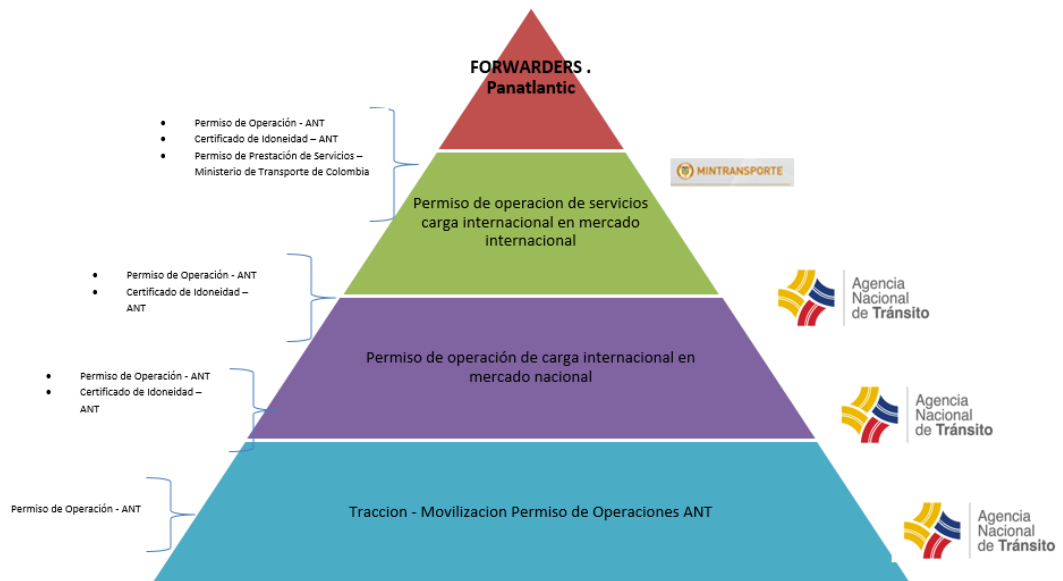 FORWARDERS .
Panatlantic
• Permiso de Operación - ANT
• Certificado de Idoneidad – ANT
• Permiso de Prestación de Servicios –
Ministerio de Transporte de Colombia
MINTRANSPORTE
Permiso de operacion de servicios
carga internacional en mercado
internacional
• Permiso de Operación - ANT
• Certificado de Idoneidad –
ANT
Agencia
Nacional
de Tránsito
Permiso de operación de carga internacional en
mercado nacional
• Permiso de Operación - ANT
• Certificado de Idoneidad –
ANT
Agencia
Nacional
de Tránsito
Permiso de Operación - ANT
Traccion - Movilizacion Permiso de Operaciones ANT
Agencia
Nacional
de Tránsito